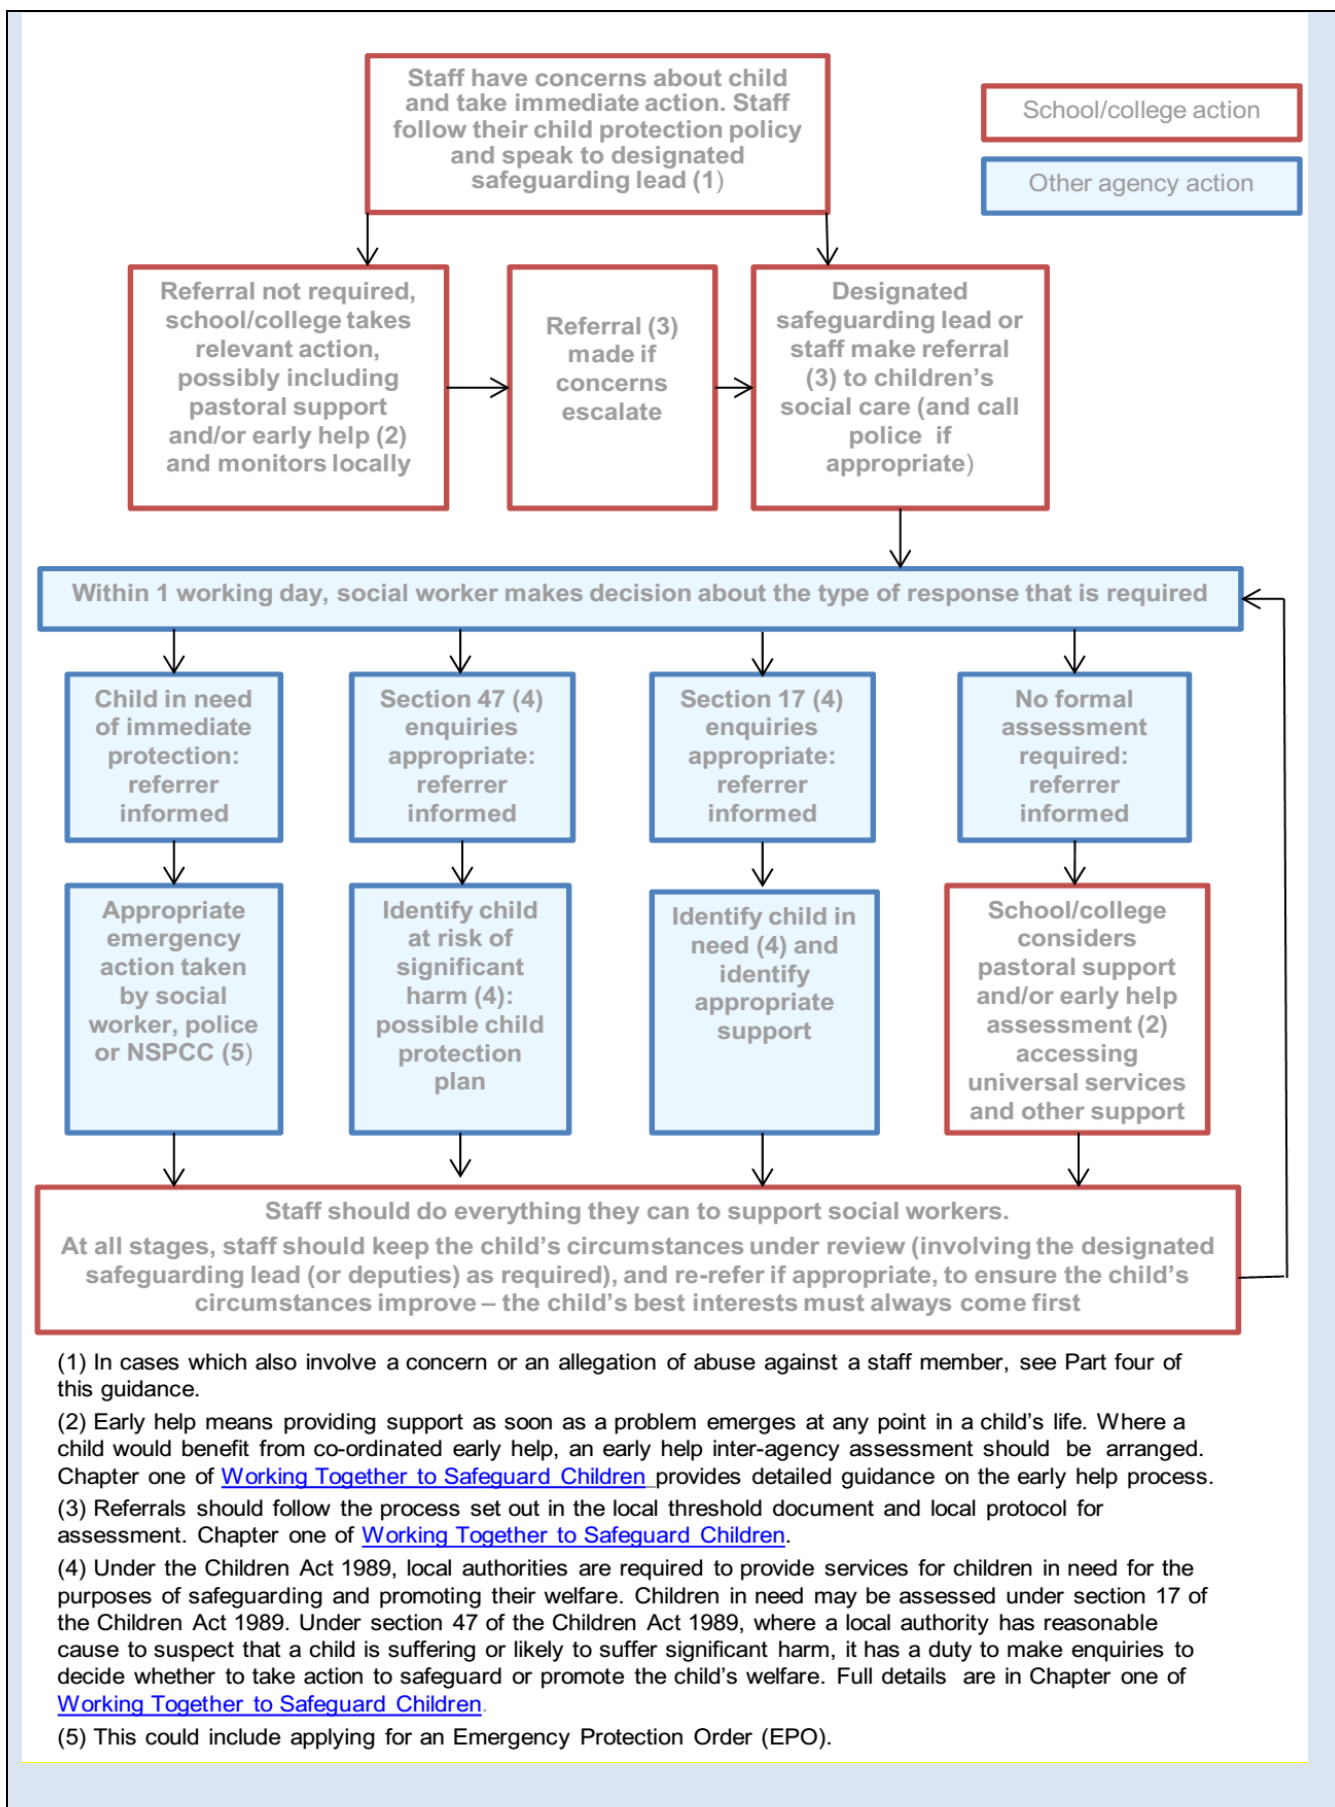 Staff have concerns about child
and take immediate action. Staff
follow their child protection policy
and speak to designated
safeguarding lead (1)
School/college action
Other agency action
Referral not required,
school/college takes
relevant action,
possibly including
pastoral support
and/or early help (2)
and monitors locally
Referral (3)
made if
concerns
escalate
Designated
safeguarding lead or
staff make referral
(3) to children’s
social care (and call
police if
appropriate)
Within 1 working day, social worker makes decision about the type of response that is required
Child in need
of immediate
protection:
referrer
informed
Section 47 (4)
enquiries
appropriate:
referrer
informed
Section 17 (4)
enquiries
appropriate:
referrer
informed
No formal
assessment
required:
referrer
informed
Appropriate
emergency
action taken
by social
worker, police
or NSPCC (5)
Identify child
at risk of
significant
harm (4):
possible child
protection
plan
Identify child in
need (4) and
identify
appropriate
support
School/college
considers
pastoral support
and/or early help
assessment (2)
accessing
universal services
and other support
Staff should do everything they can to support social workers.
At all stages, staff should keep the child’s circumstances under review (involving the designated
safeguarding lead (or deputies) as required), and re-refer if appropriate, to ensure the child’s
circumstances improve – the child’s best interests must always come first
(1) In cases which also involve a concern or an allegation of abuse against a staff member, see Part four of
this guidance.
(2) Early help means providing support as soon as a problem emerges at any point in a child’s life. Where a
child would benefit from co-ordinated early help, an early help inter-agency assessment should be arranged.
Chapter one of Working Together to Safeguard Children provides detailed guidance on the early help process.
(3) Referrals should follow the process set out in the local threshold document and local protocol for
assessment. Chapter one of Working Together to Safeguard Children.
(4) Under the Children Act 1989, local authorities are required to provide services for children in need for the
purposes of safeguarding and promoting their welfare. Children in need may be assessed under section 17 of
the Children Act 1989. Under section 47 of the Children Act 1989, where a local authority has reasonable
cause to suspect that a child is suffering or likely to suffer significant harm, it has a duty to make enquiries to
decide whether to take action to safeguard or promote the child’s welfare. Full details are in Chapter one of
Working Together to Safeguard Children.
(5) This could include applying for an Emergency Protection Order (EPO).